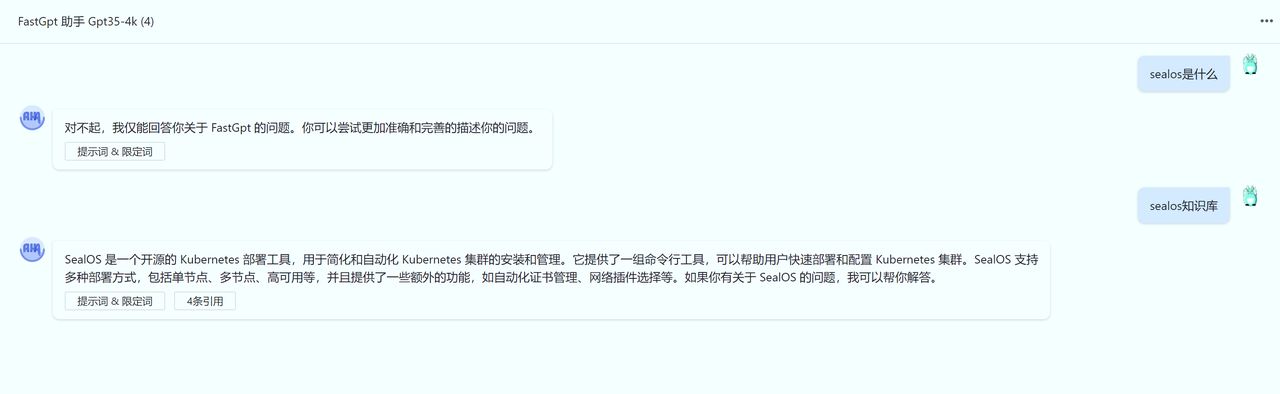 FastGpt 助手 Gpt35-4k (4)
sealos是什么
对不起，我仅能回答你关于 FastGpt 的问题。你可以尝试更加准确和完善的描述你的问题。
提示词 & 限定词
sealos知识库
SealOS 是一个开源的 Kubernetes 部署工具，用于简化和自动化 Kubernetes 集群的安装和管理。它提供了一组命令行工具，可以帮助用户快速部署和配置 Kubernetes 集群。SealOS 支持
多种部署方式，包括单节点、多节点、高可用等，并且提供了一些额外的功能，如自动化证书管理、网络插件选择等。如果你有关于 SealOS 的问题，我可以帮你解答。
提示词 & 限定词 4条引用